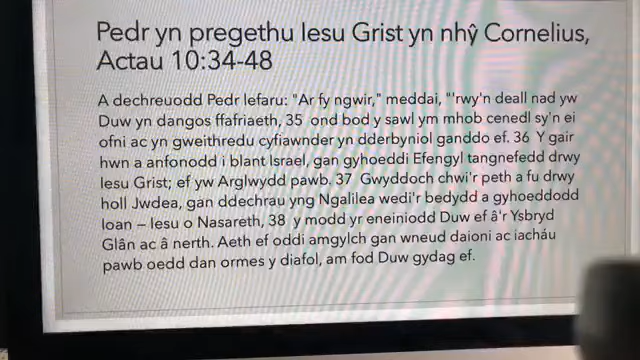 Pedr yn pregethu Iesu Grist yn nhŷ Cornelius,
Actau 10:34-48
A dechreuodd Pedr lefaru: "Ar fy ngwir," meddai, "'rwy'n deall nad yw
Duw yn dangos ffafriaeth, 35 ond bod y sawl ym mhob cenedl sy'n ei
ofni ac yn gweithredu cyfiawnder yn dderbyniol ganddo ef. 36 Y gair
hwn a anfonodd i blant Israel, gan gyhoeddi Efengyl tangnefedd drwy
Iesu Grist; ef yw Arglwydd pawb. 37 Gwyddoch chwi'r peth a fu drwy
holl Jwdea, gan ddechrau yng Ngalilea wedi'r bedydd a gyhoeddodd
Ioan – Iesu o Nasareth, 38 y modd yr eneiniodd Duw ef â'r Ysbryd
Glân ac â nerth. Aeth ef oddi amgylch gan wneud daioni ac iacháu
pawb oedd dan ormes y diafol, am fod Duw gydag ef.